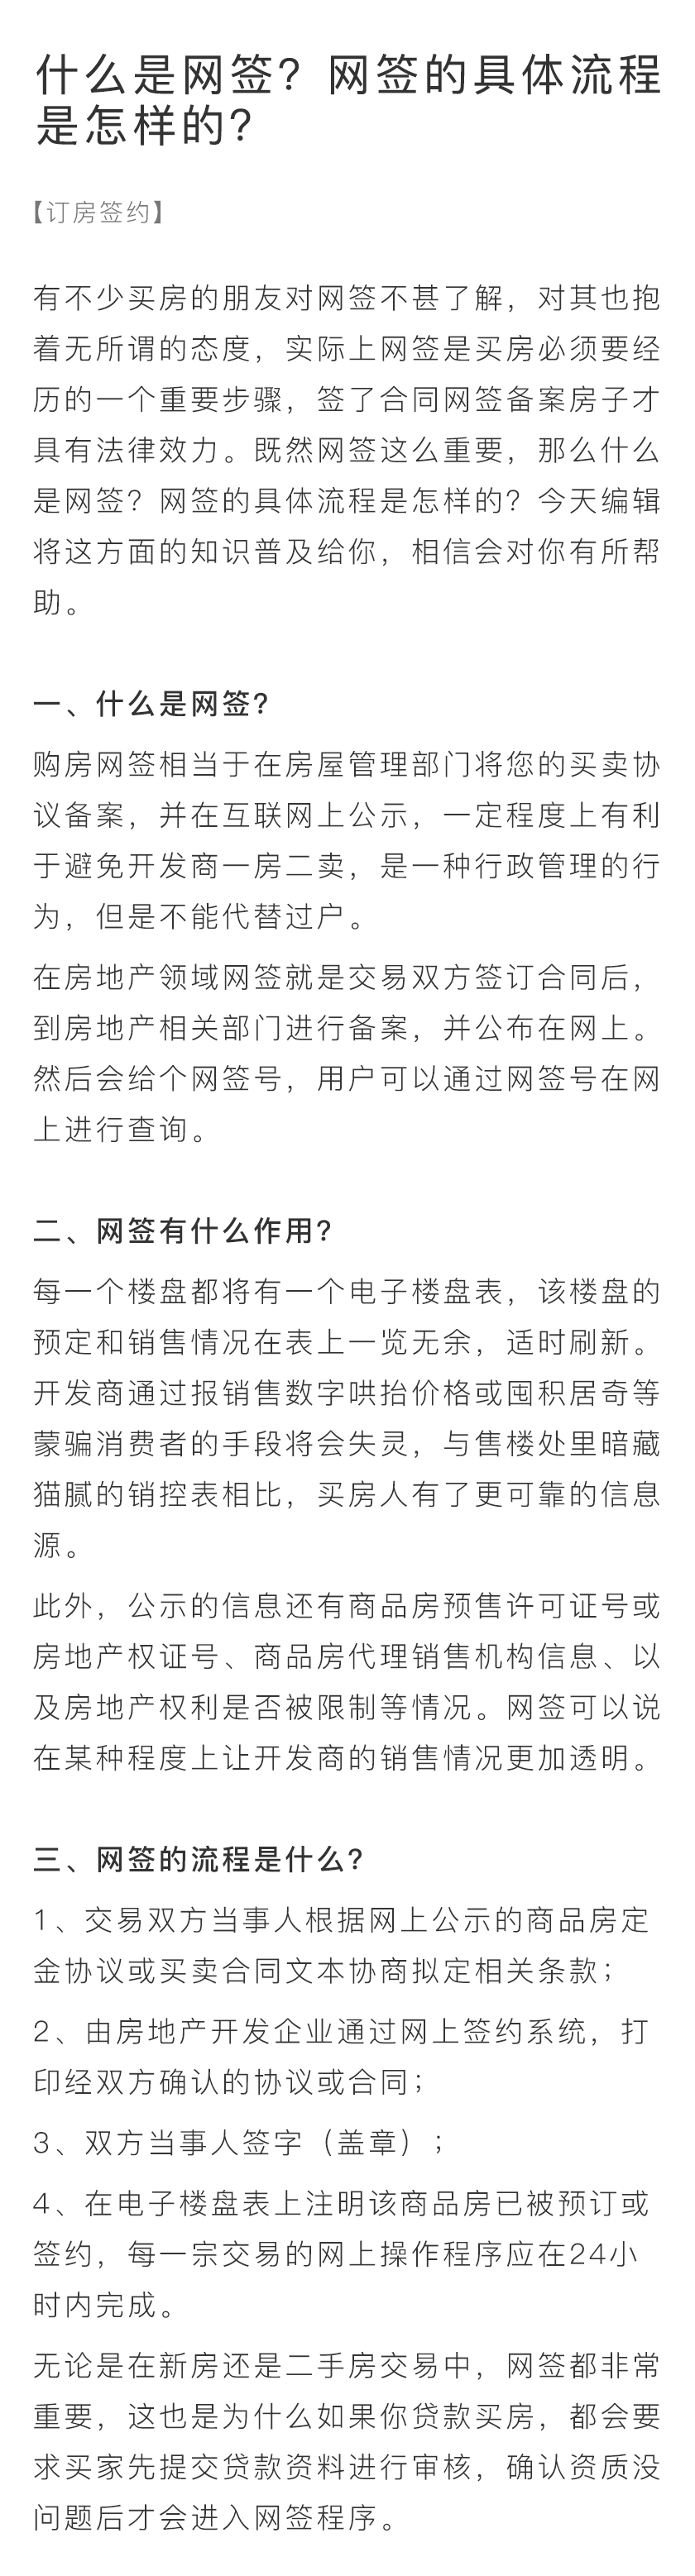 什么是网签？网签的具体流程
是怎样的？
【订房签约】
有不少买房的朋友对网签不甚了解，对其也抱
着无所谓的态度，实际上网签是买房必须要经
历的一个重要步骤，签了合同网签备案房子才
具有法律效力。既然网签这么重要，那么什么
是网签？网签的具体流程是怎样的？今天编辑
将这方面的知识普及给你，相信会对你有所帮
助。
一、什么是网签？
购房网签相当于在房屋管理部门将您的买卖协
议备案，并在互联网上公示，一定程度上有利
于避免开发商一房二卖，是一种行政管理的行
为，但是不能代替过户。
在房地产领域网签就是交易双方签订合同后，
到房地产相关部门进行备案，并公布在网上。
然后会给个网签号，用户可以通过网签号在网
上进行查询。
二、网签有什么作用？
每一个楼盘都将有一个电子楼盘表，该楼盘的
预定和销售情况在表上一览无余，适时刷新。
开发商通过报销售数字哄抬价格或囤积居奇等
蒙骗消费者的手段将会失灵，与售楼处里暗藏
猫腻的销控表相比，买房人有了更可靠的信息
源。
此外，公示的信息还有商品房预售许可证号或
房地产权证号、商品房代理销售机构信息、以
及房地产权利是否被限制等情况。网签可以说
在某种程度上让开发商的销售情况更加透明。
三、网签的流程是什么？
1、交易双方当事人根据网上公示的商品房定
金协议或买卖合同文本协商拟定相关条款；
2、由房地产开发企业通过网上签约系统，打
印经双方确认的协议或合同；
3、双方当事人签字（盖章）；
4、在电子楼盘表上注明该商品房已被预订或
签约，每一宗交易的网上操作程序应在24小
时内完成。
无论是在新房还是二手房交易中，网签都非常
重要，这也是为什么如果你贷款买房，都会要
求买家先提交贷款资料进行审核，确认资质没
问题后才会进入网签程序。